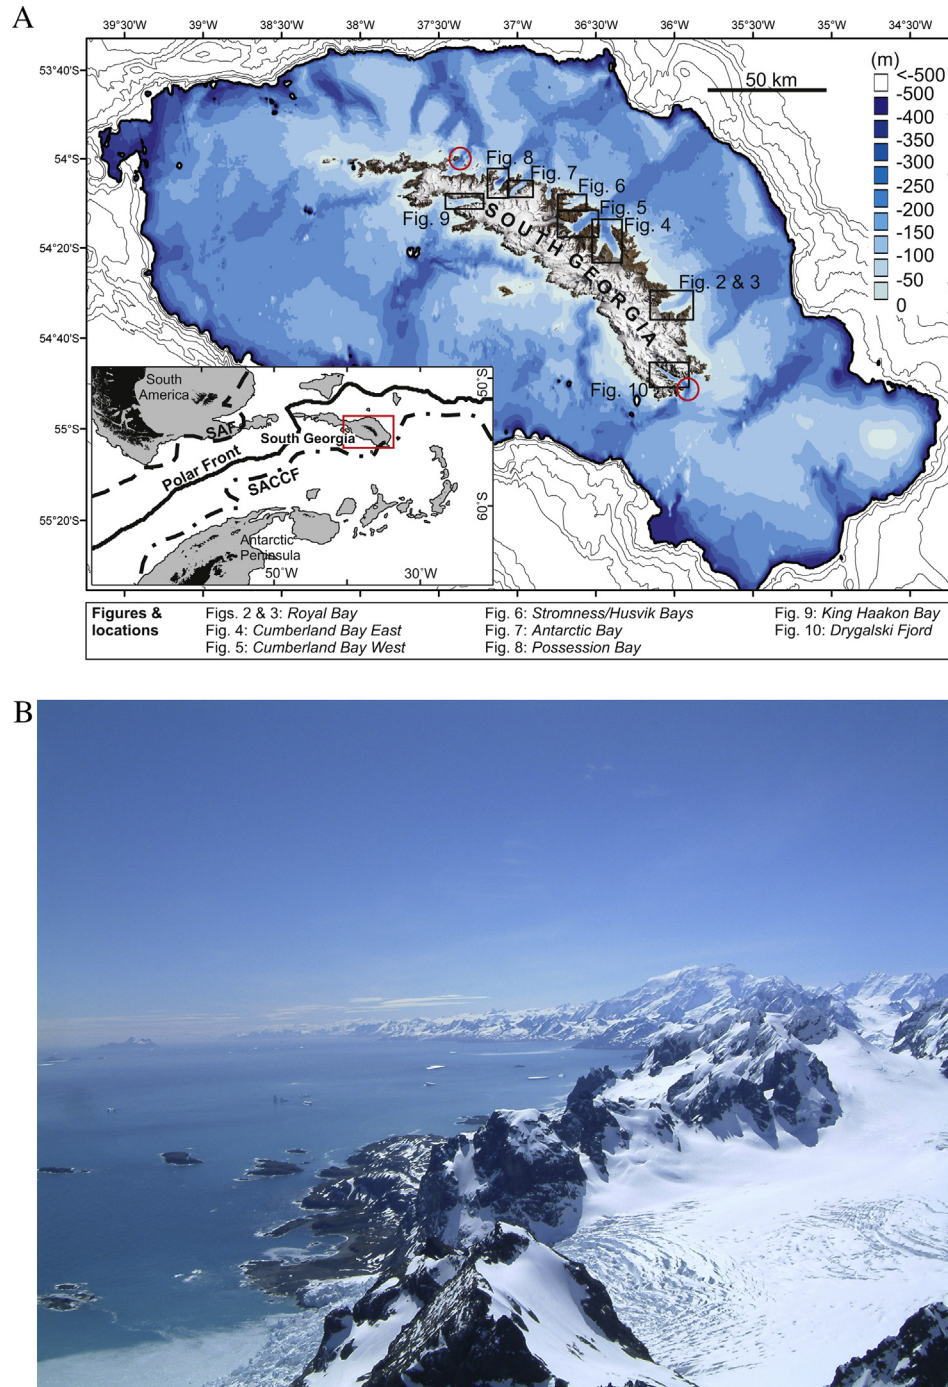 A
39°30'W 39°0'W 38°30'W 38°0'W 37°30'W 37°0'W 36°30'W 36°0'W 35°30'W 35°0'W 34°30'W
53°40'S
54°S
54°20'S
54°40'S
55°S
55°20'S
50 km
(m)
<-500
-500
-400
-350
-300
-250
-200
-150
-100
-50
0
Fig. 8
Fig. 7
Fig. 6
Fig. 5
Fig. 4
Fig. 9
SOUTH GEORGIA
Fig. 2 & 3
Fig. 10
South
America
SAF
South Georgia
Polar Front
SACCF
Antarctic
Peninsula
50°W
30°W
50°S
60°S
Figures &
locations
Figs. 2 & 3: Royal Bay
Fig. 4: Cumberland Bay East
Fig. 5: Cumberland Bay West
Fig. 6: Stromness/Husvik Bays
Fig. 7: Antarctic Bay
Fig. 8: Possession Bay
Fig. 9: King Haakon Bay
Fig. 10: Drygalski Fjord
B